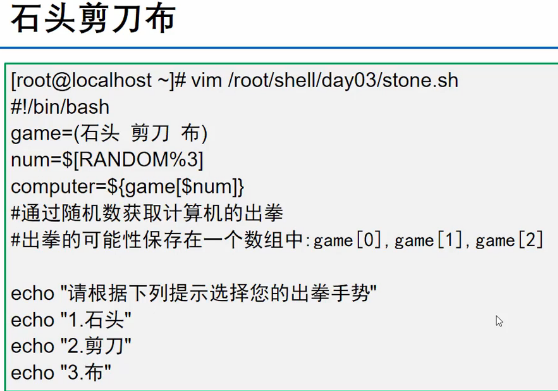 石头剪刀布
[root@localhost ~]# vim /root/shell/day03/stone.sh
#!/bin/bash
game=(石头 剪刀 布)
num=$[RANDOM%3]
computer=${game[$num]}
#通过随机数获取计算机的出拳
#出拳的可能性保存在一个数组中:game[0],game[1],game[2]
echo "请根据下列提示选择您的出拳手势"
echo "1.石头"
echo "2.剪刀"
echo "3.布"